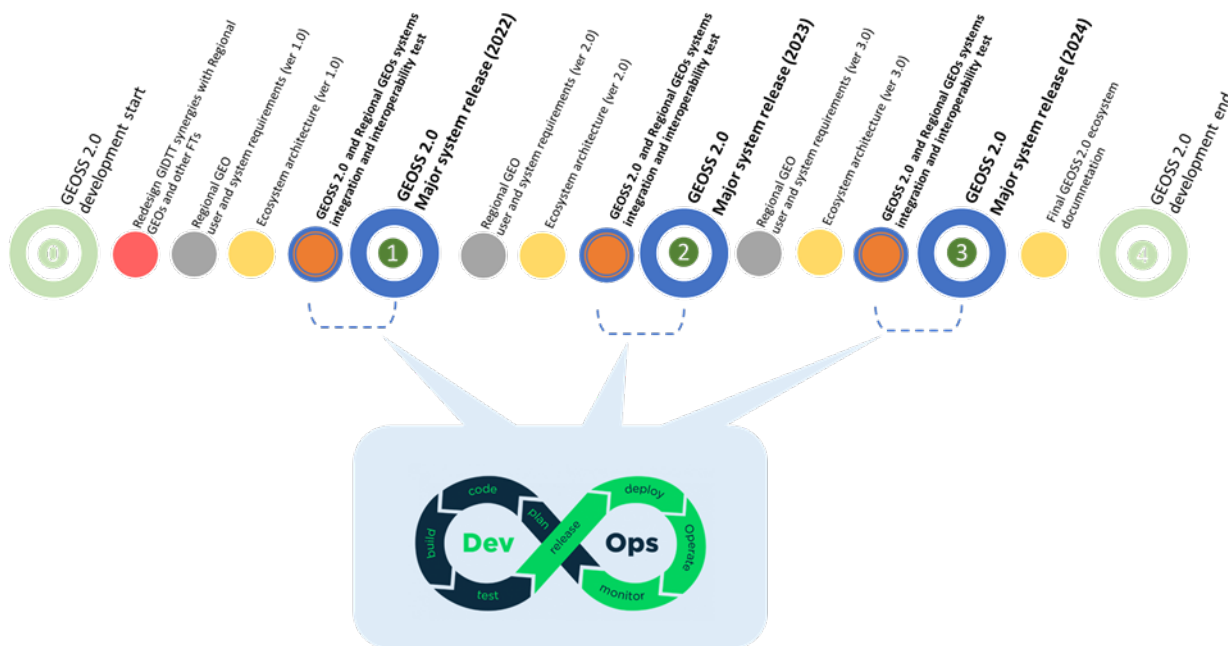 GEOSS 2.0
development start
Redesign GIDTT synergies with Regional
GEOs and other FTs
Regional GEO
user and system requirements (ver 1.0)
Ecosystem architecture (ver 1.0)
GEOSS 2.0 and Regional GEOs systems
integration and interoperability test
GEOSS 2.0
Major system release (2022)
Regional GEO
user and system requirements (ver 2.0)
Ecosystem architecture (ver 2.0)
GEOSS 2.0 and Regional GEOs systems
integration and interoperability test
GEOSS 2.0
Major system release (2023)
Regional GEO
user and system requirements (ver 3.0)
Ecosystem architecture (ver 3.0)
GEOSS 2.0 and Regional GEOs systems
integration and interoperability test
GEOSS 2.0
Major system release (2024)
Final GEOSS 2.0 ecosystem
documnetation
GEOSS 2.0
development end
0
1
2
3
4
code
plan
build
Dev
test
release
deploy
Ops
Operate
monitor